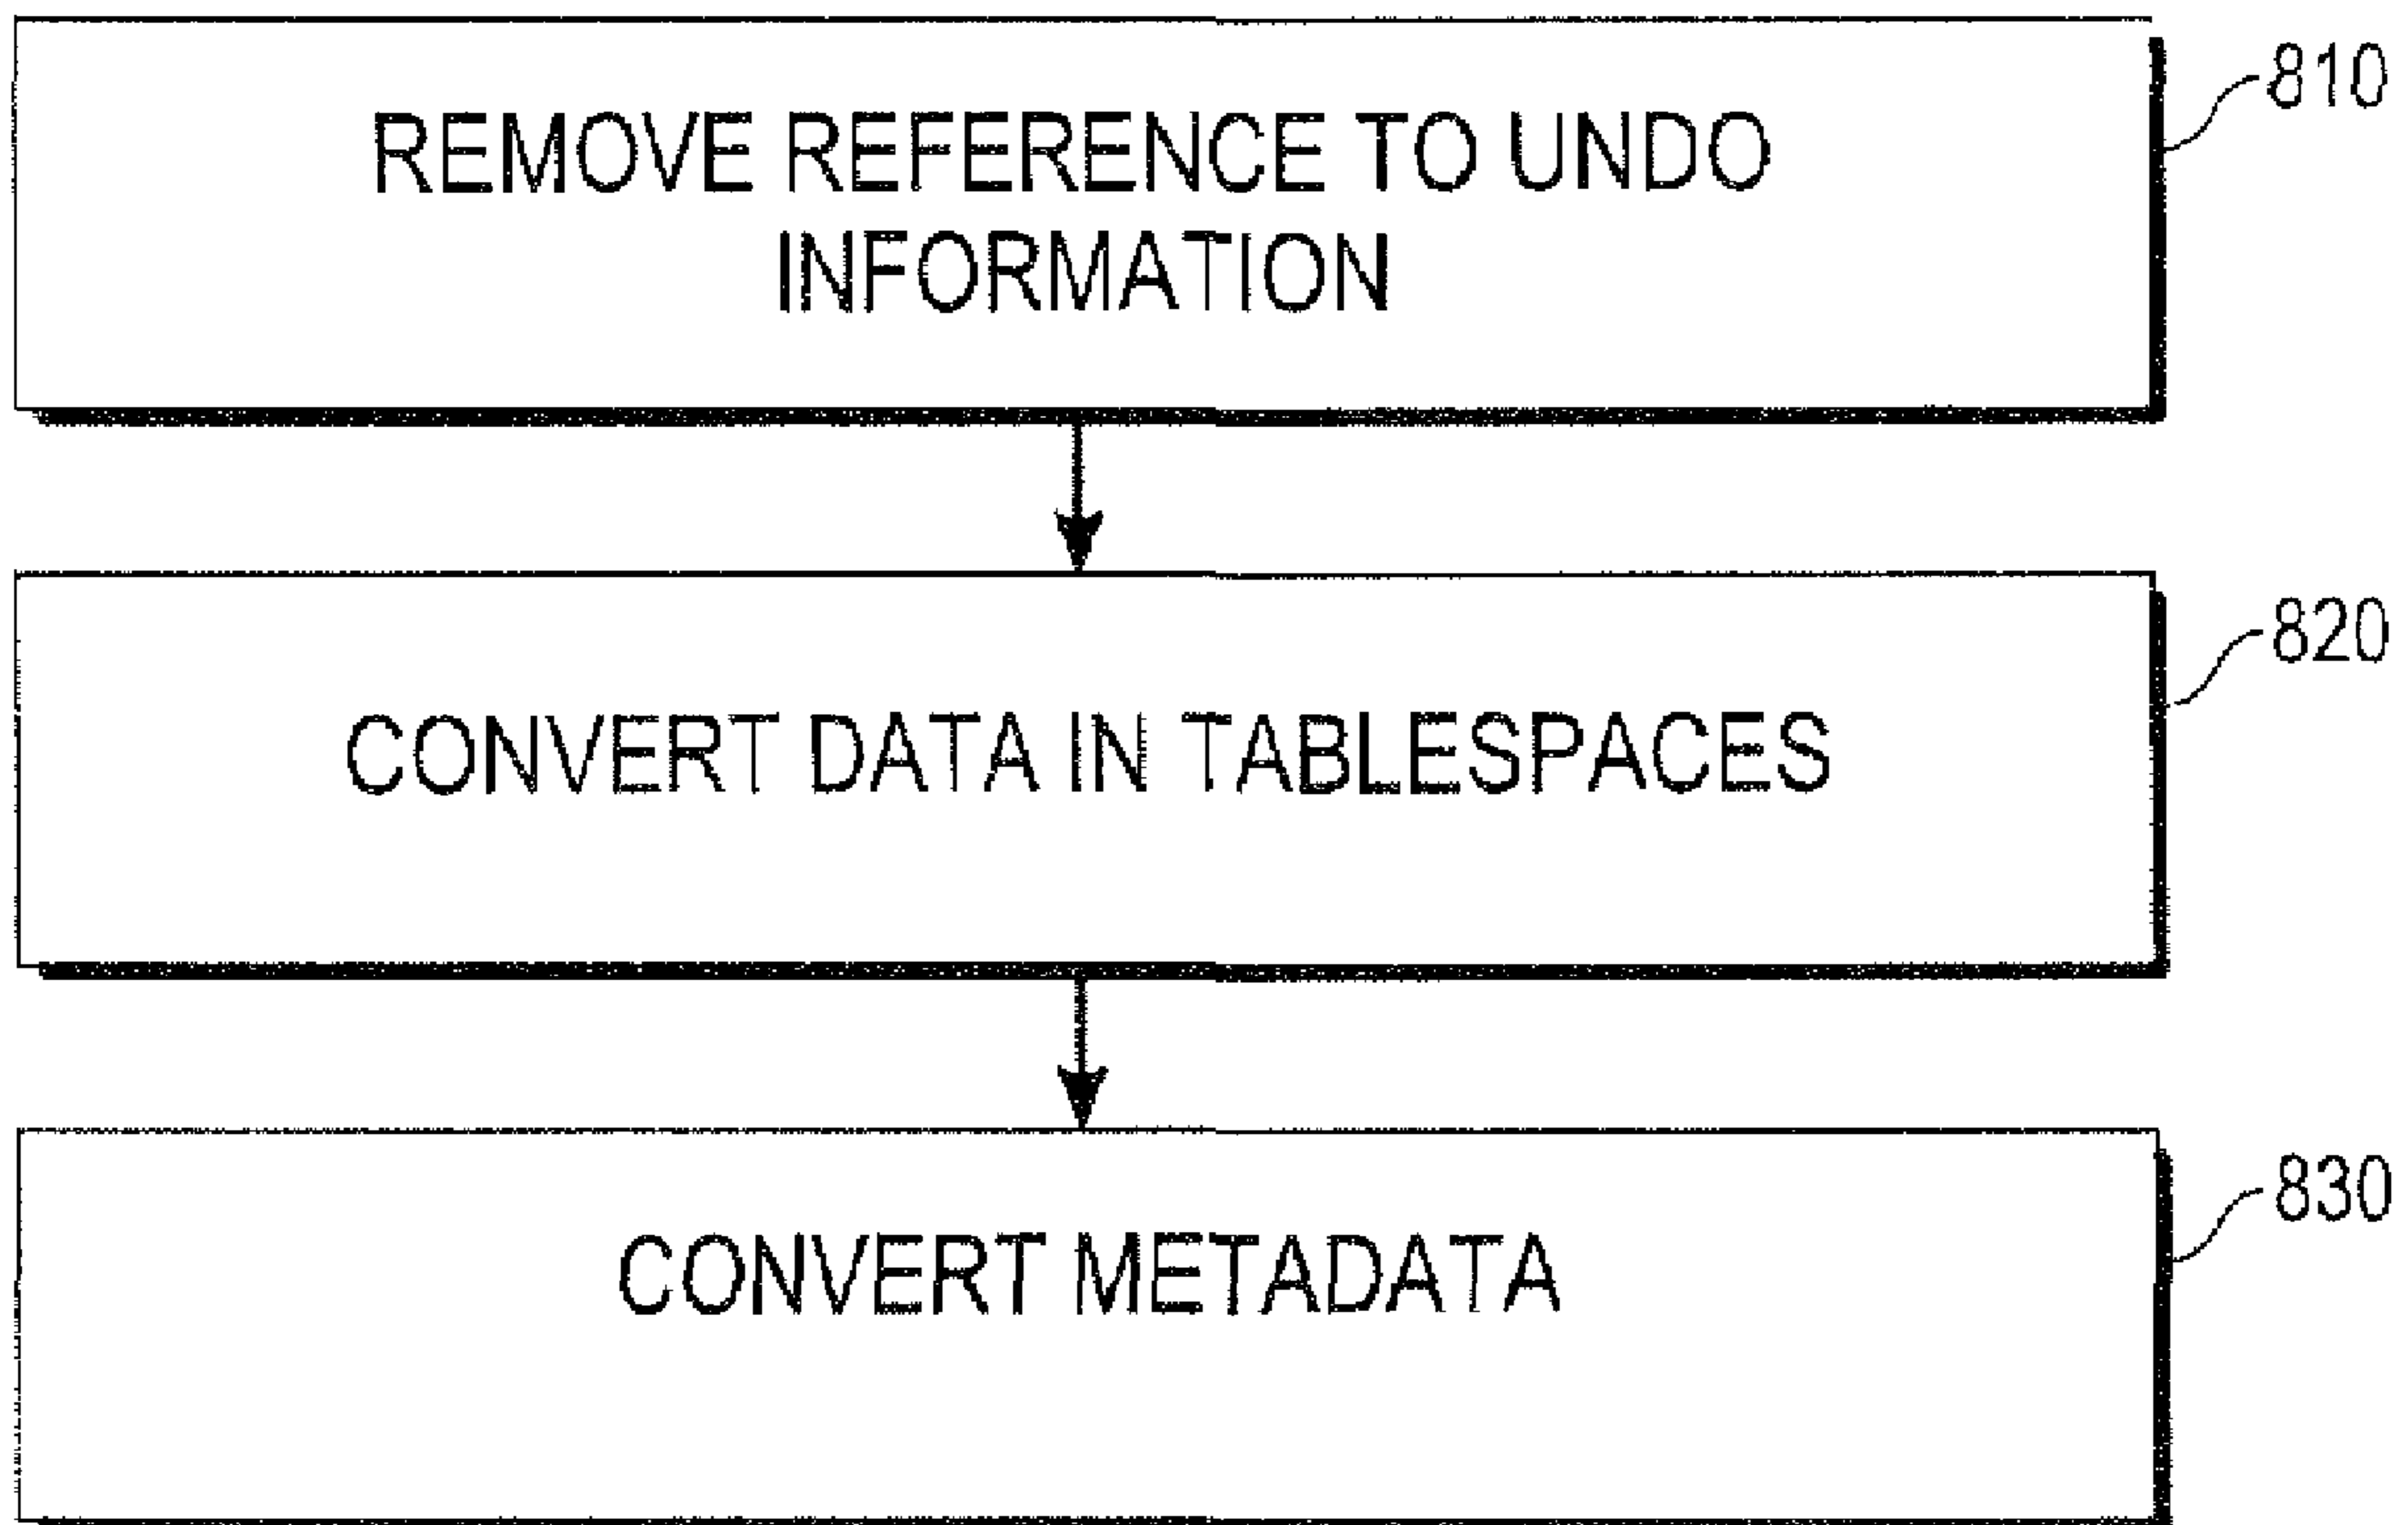 REMOVE REFERENCE TO UNDO
INFORMATION
810
CONVERT DATA IN TABLESPACES
820
CONVERT METADATA
830